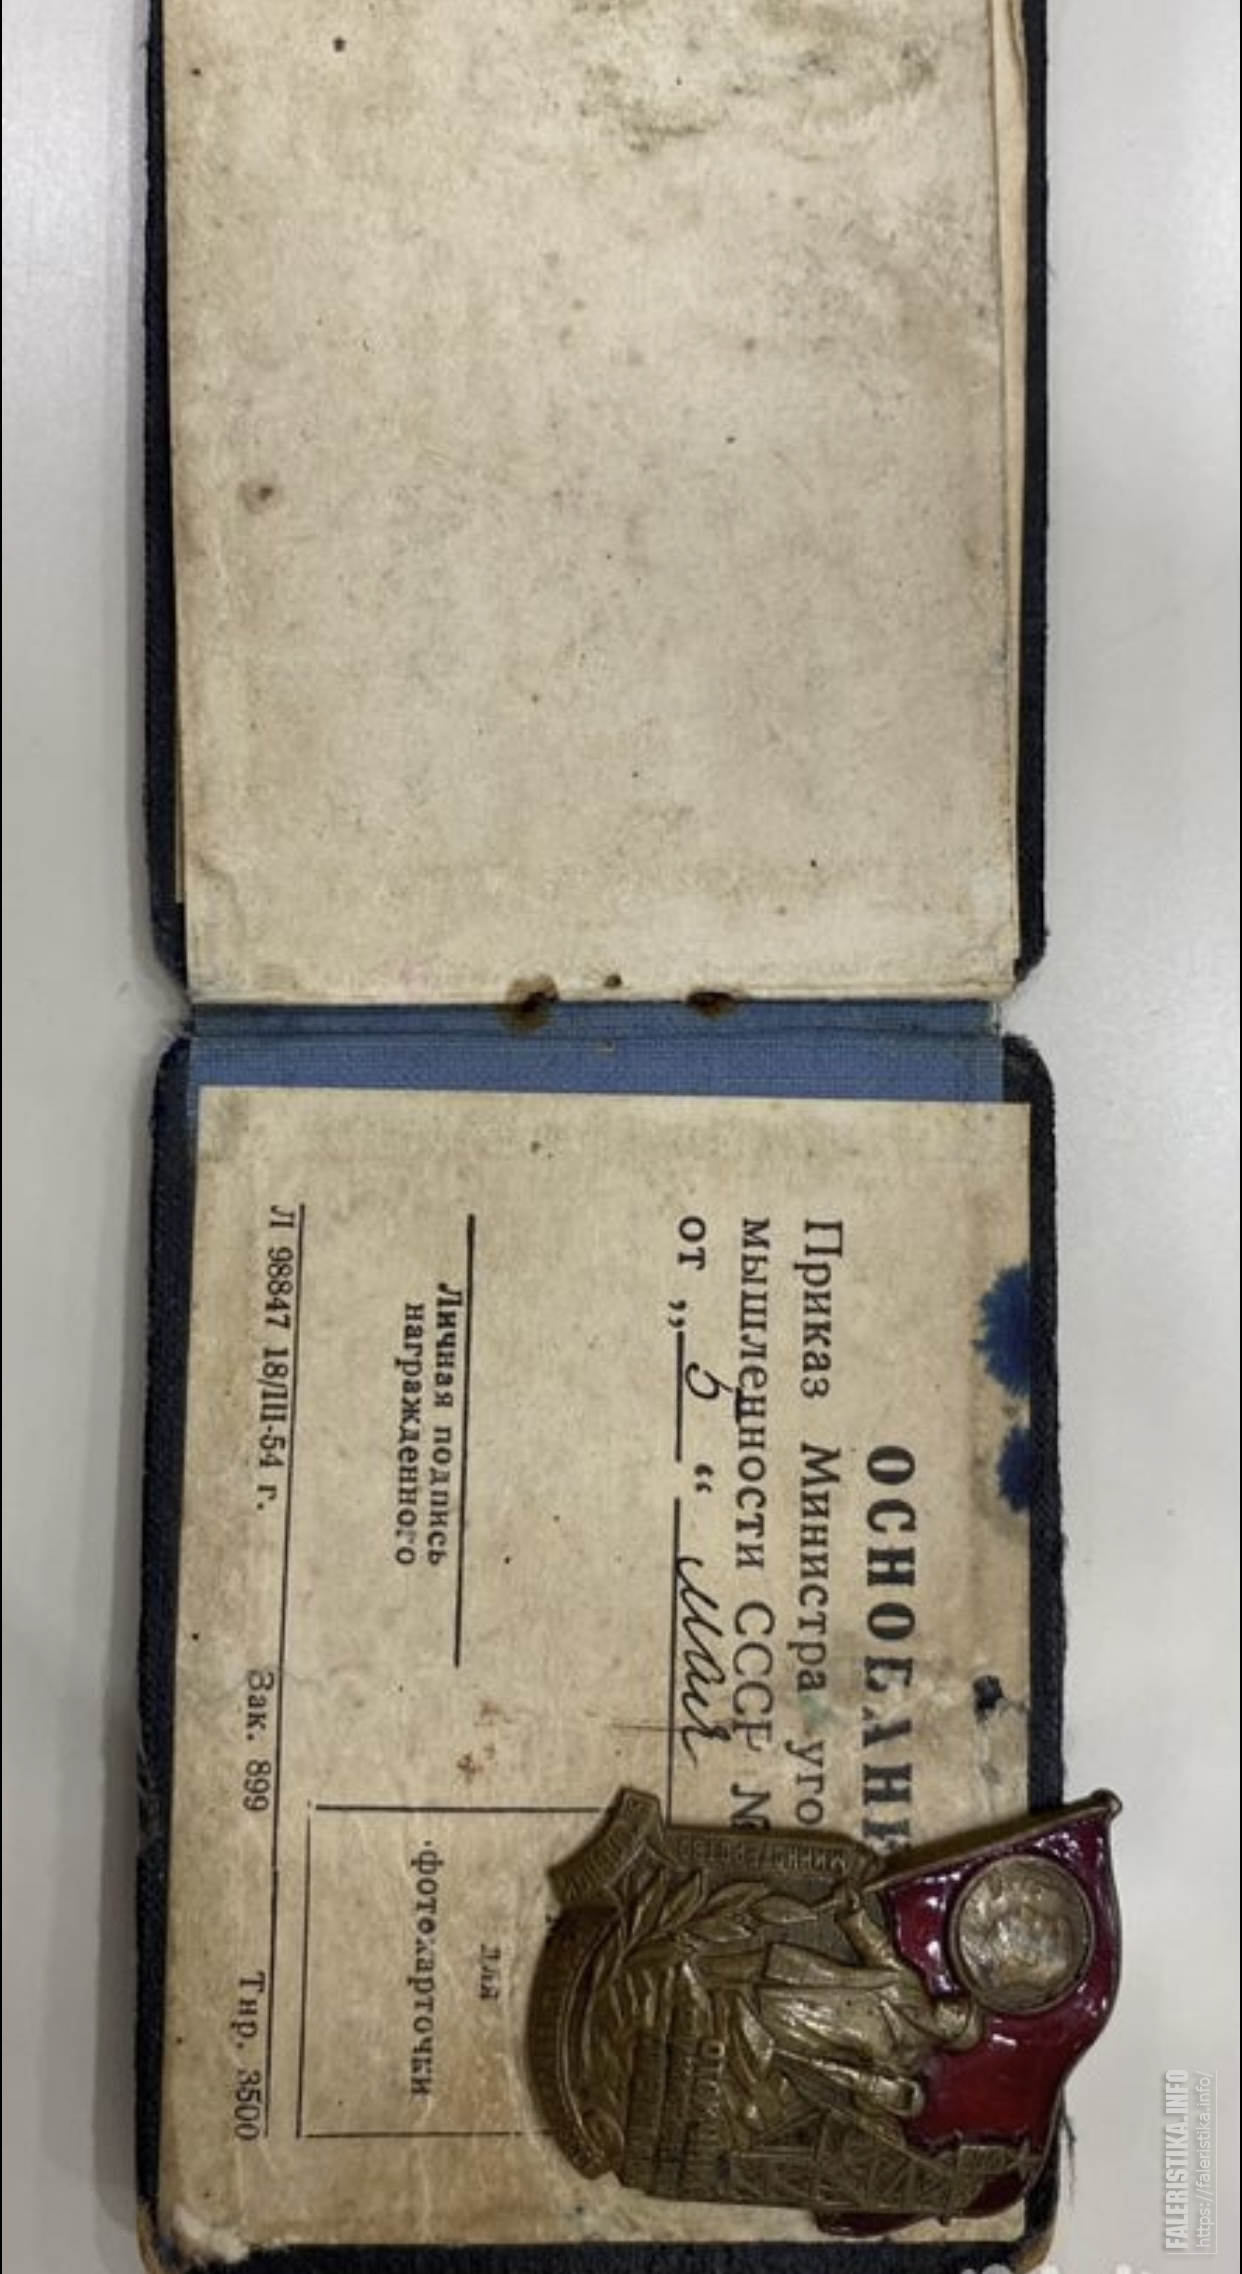 ОСНОВАНИ
Приказ Министра уго
мышленности СССР №
от „ 5 “ мая
Личная подпись
награжденного
Для
фотокарточки
Л 98847 18/III-54 г. Зак. 899 Тир. 3500
МИНИСТЕРСТВО
FALERISTIKA.INFO
https://faleristika.info/